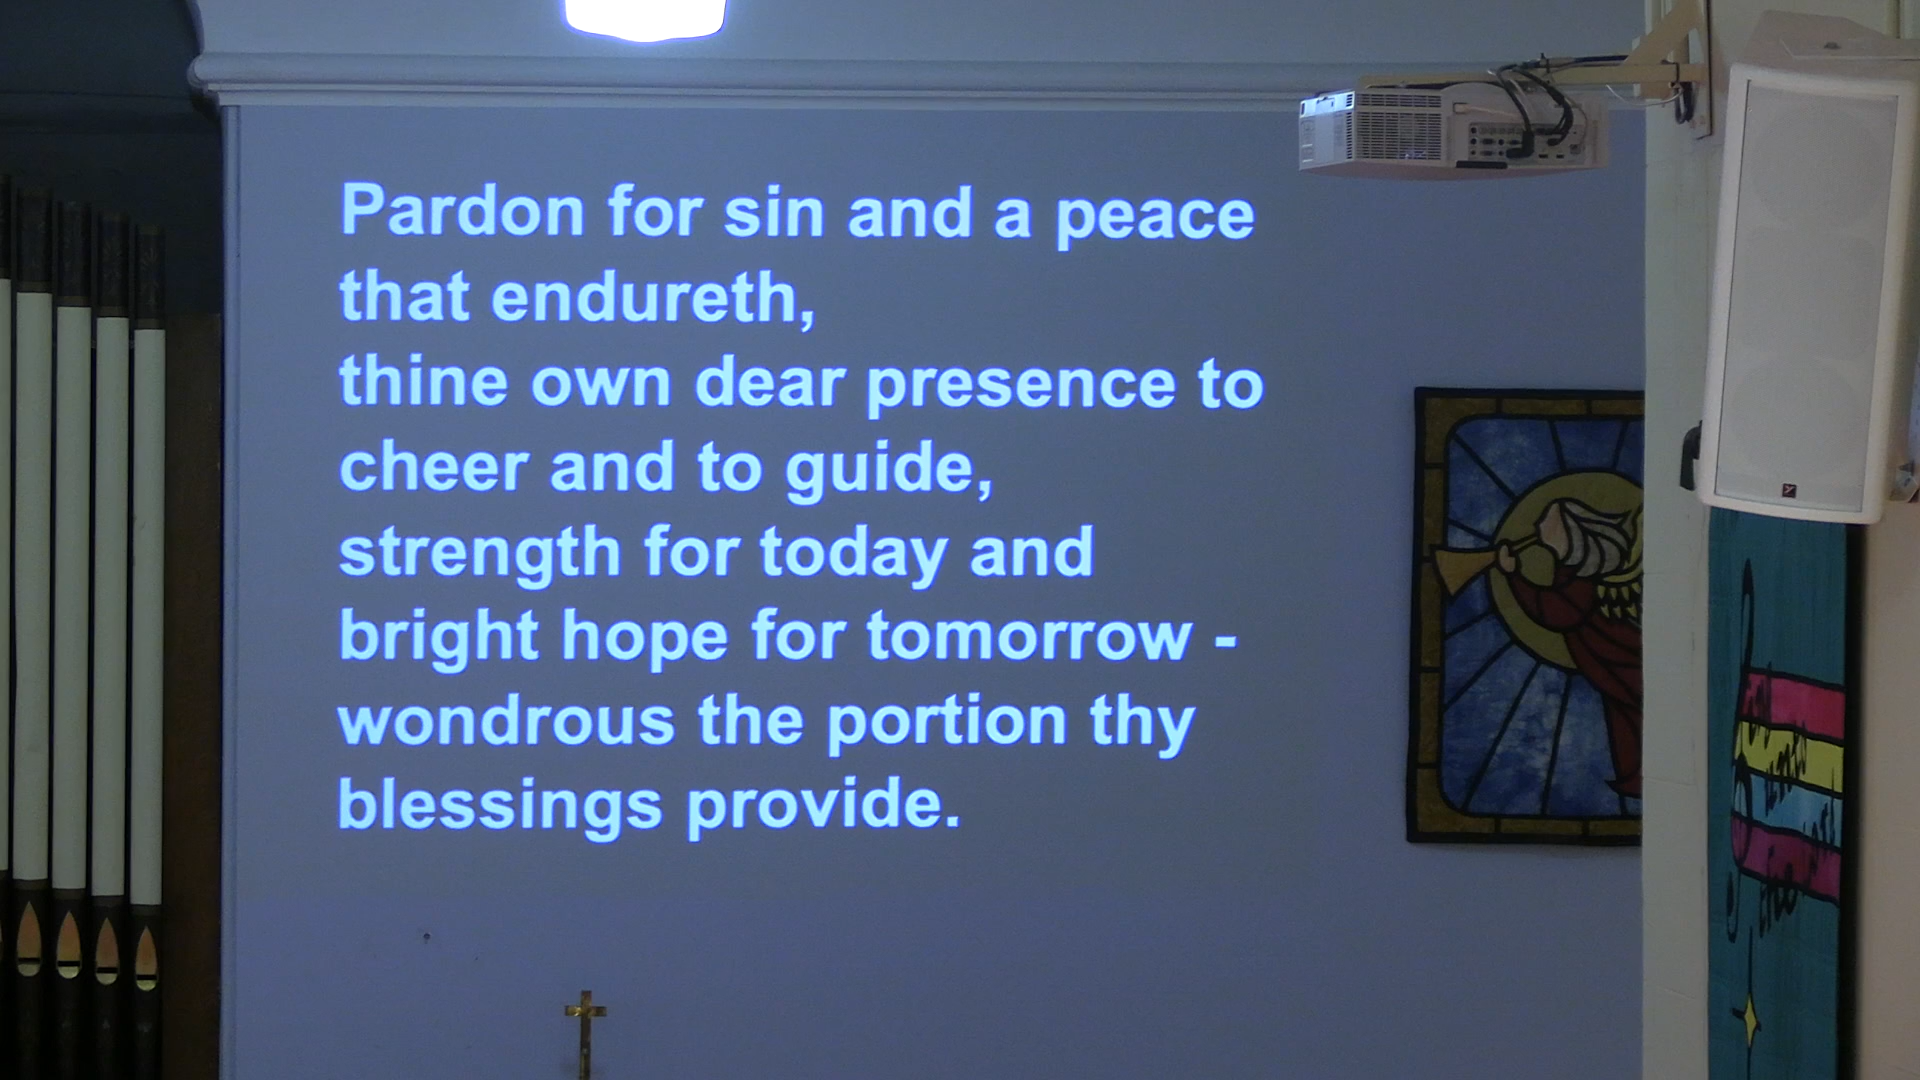 Pardon for sin and a peace
that endureth,
thine own dear presence to
cheer and to guide,
strength for today and
bright hope for tomorrow -
wondrous the portion thy
blessings provide.